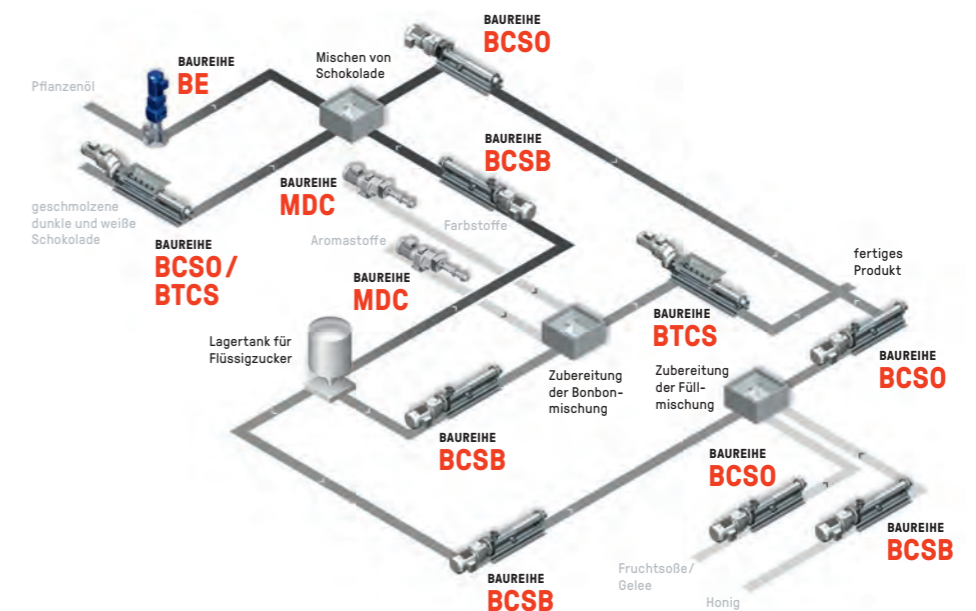 BAUREIHE
BCSO
Mischen von
Schokolade
BAUREIHE
BE
Pflanzenöl
BAUREIHE
BCSB
BAUREIHE
MDC
Farbstoffe
geschmolzene
dunkle und weiße
Schokolade
BAUREIHE
BCSO/
BTCS
Aromastoffe
BAUREIHE
MDC
fertiges
Produkt
BAUREIHE
BTCS
Lagertank für
Flüssigzucker
BAUREIHE
BCSO
Zubereitung
der Bonbon-
mischung
Zubereitung
der Füll-
mischung
BAUREIHE
BCSB
BAUREIHE
BCSO
BAUREIHE
BCSB
Fruchtsoße/
Gelee
BAUREIHE
BCSB
Honig